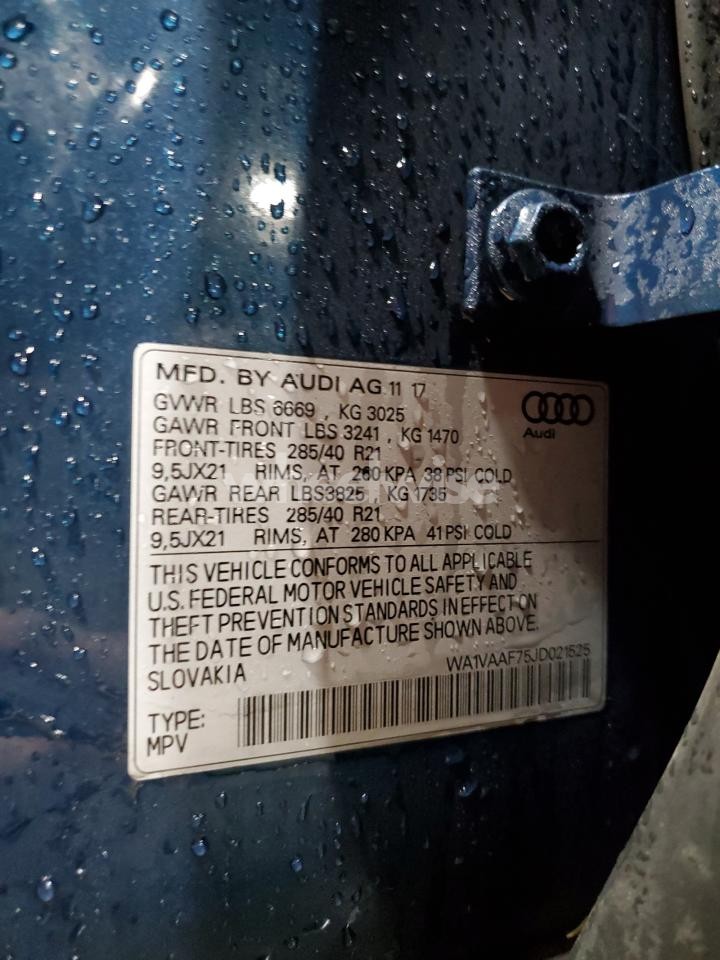 MFD. BY AUDI AG 11 17
GVWR LBS 6669 , KG 3025
GAWR FRONT LBS 3241 , KG 1470
FRONT-TIRES 285/40 R21
9,5JX21 RIMS, AT 260 KPA 38 PSI COLD
GAWR REAR LBS3825 , KG 1735
REAR-TIRES 285/40 R21
9,5JX21 RIMS, AT 280 KPA 41 PSI COLD
Audi
THIS VEHICLE CONFORMS TO ALL APPLICABLE
U.S. FEDERAL MOTOR VEHICLE SAFETY AND
THEFT PREVENTION STANDARDS IN EFFECT ON
THE DATE OF MANUFACTURE SHOWN ABOVE.
SLOVAKIA
WA1VAAF75JD021525
TYPE:
MPV